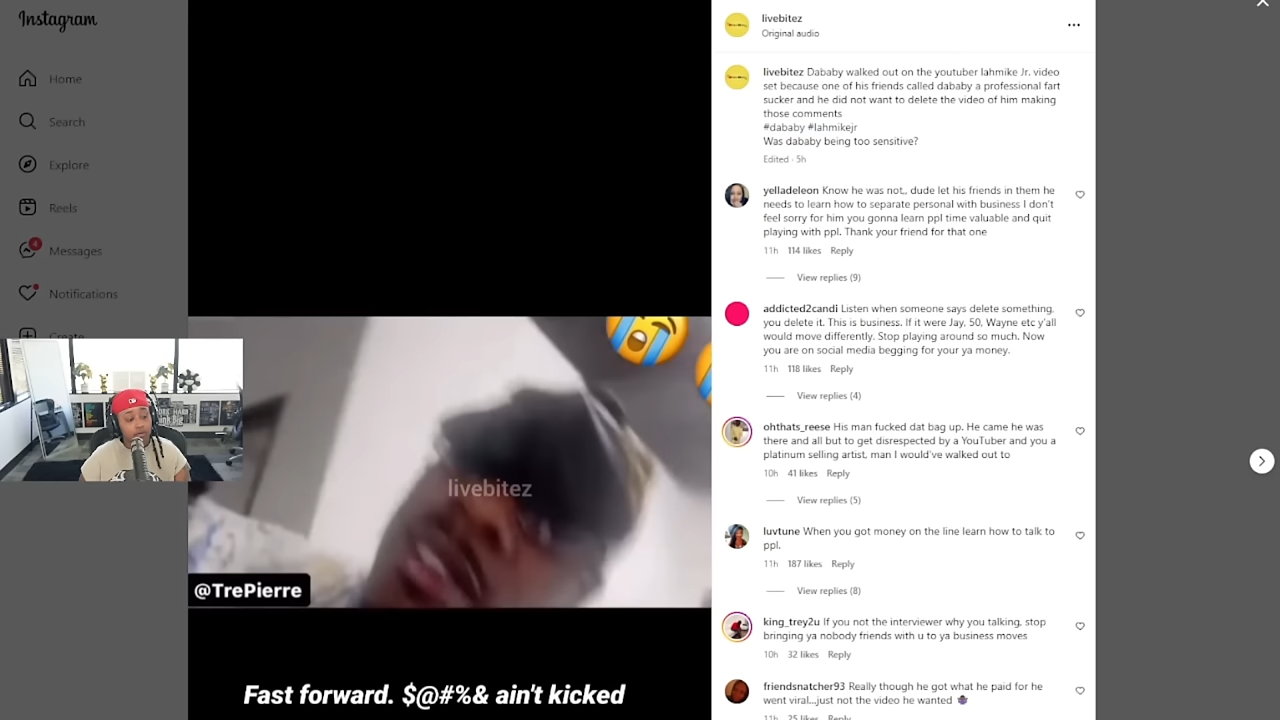 Instagram
Home
Search
Explore
Reels
4
Messages
Notifications
Create
livebitez
@TrePierre
Fast forward. $@#%& ain't kicked
livebitez
Original audio
livebitez Dababy walked out on the youtuber lahmike Jr. video
set because one of his friends called dababy a professional fart
sucker and he did not want to delete the video of him making
those comments
#dababy #lahmikejr
Was dababy being too sensitive?
Edited · 5h
yelladeleon Know he was not,, dude let his friends in them he
needs to learn how to separate personal with business I don't
feel sorry for him you gonna learn ppl time valuable and quit
playing with ppl. Thank your friend for that one
11h 114 likes Reply
View replies (9)
addicted2candi Listen when someone says delete something,
you delete it. This is business. If it were Jay, 50, Wayne etc y'all
would move differently. Stop playing around so much. Now
you are on social media begging for your ya money.
11h 118 likes Reply
View replies (4)
ohthats_reese His man fucked dat bag up. He came he was
there and all but to get disrespected by a YouTuber and you a
platinum selling artist, man I would've walked out to
10h 41 likes Reply
View replies (5)
luvtune When you got money on the line learn how to talk to
ppl.
11h 187 likes Reply
View replies (8)
king_trey2u If you not the interviewer why you talking, stop
bringing ya nobody friends with u to ya business moves
10h 32 likes Reply
friendsnatcher93 Really though he got what he paid for he
went viral...just not the video he wanted
11h 25 likes Reply